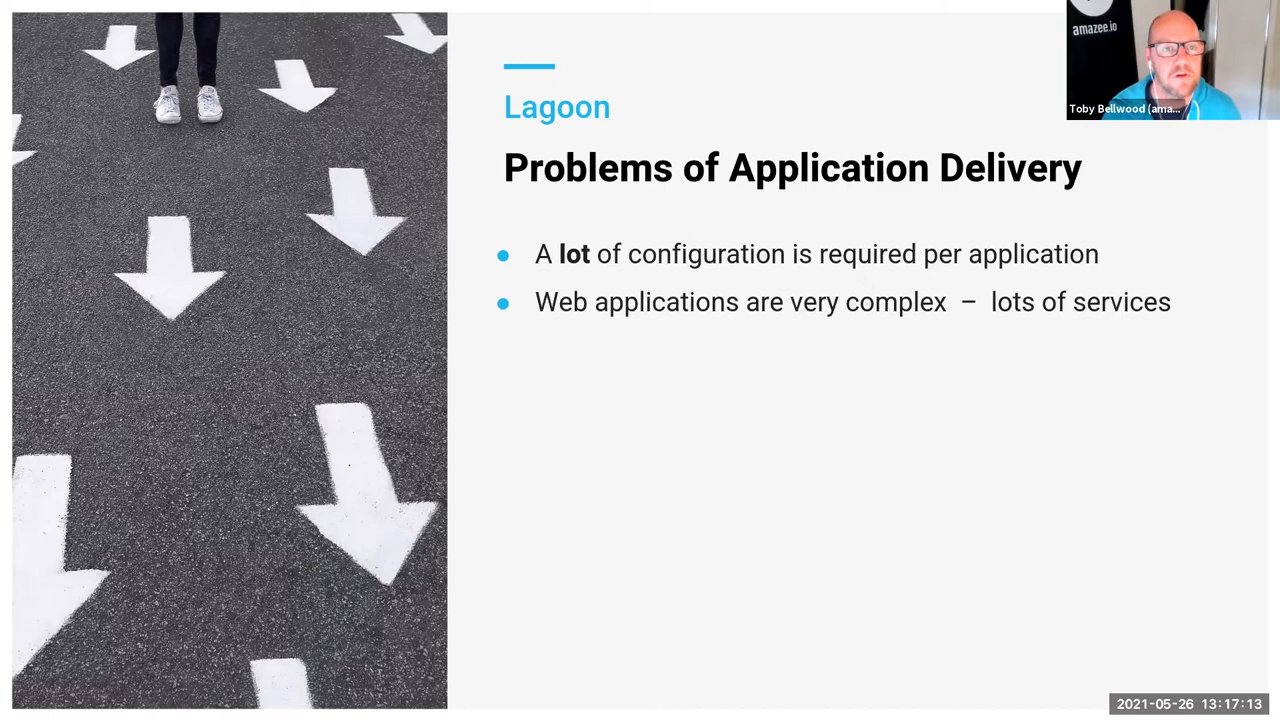 amazee.io
Toby Bellwood (ama...
Lagoon
Problems of Application Delivery
A lot of configuration is required per application
Web applications are very complex – lots of services
2021-05-26 13:17:13